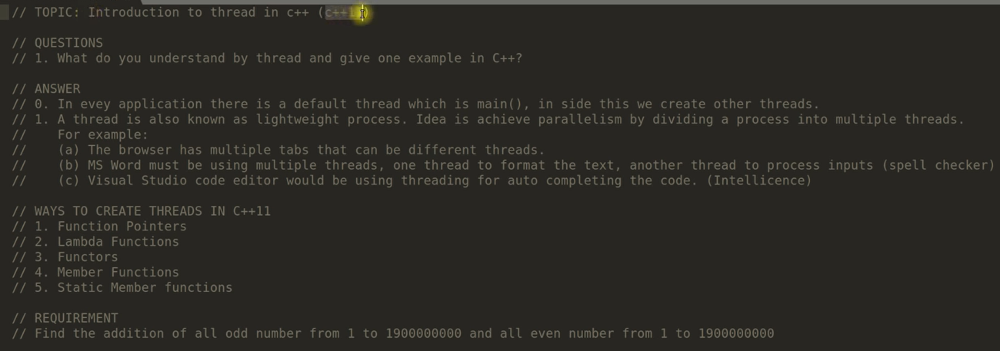 // TOPIC: Introduction to thread in c++ (c++11)
// QUESTIONS
// 1. What do you understand by thread and give one example in C++?
// ANSWER
// 0. In evey application there is a default thread which is main(), in side this we create other threads.
// 1. A thread is also known as lightweight process. Idea is achieve parallelism by dividing a process into multiple threads.
// For example:
// (a) The browser has multiple tabs that can be different threads.
// (b) MS Word must be using multiple threads, one thread to format the text, another thread to process inputs (spell checker)
// (c) Visual Studio code editor would be using threading for auto completing the code. (Intellicence)
// WAYS TO CREATE THREADS IN C++11
// 1. Function Pointers
// 2. Lambda Functions
// 3. Functors
// 4. Member Functions
// 5. Static Member functions
// REQUIREMENT
// Find the addition of all odd number from 1 to 1900000000 and all even number from 1 to 1900000000